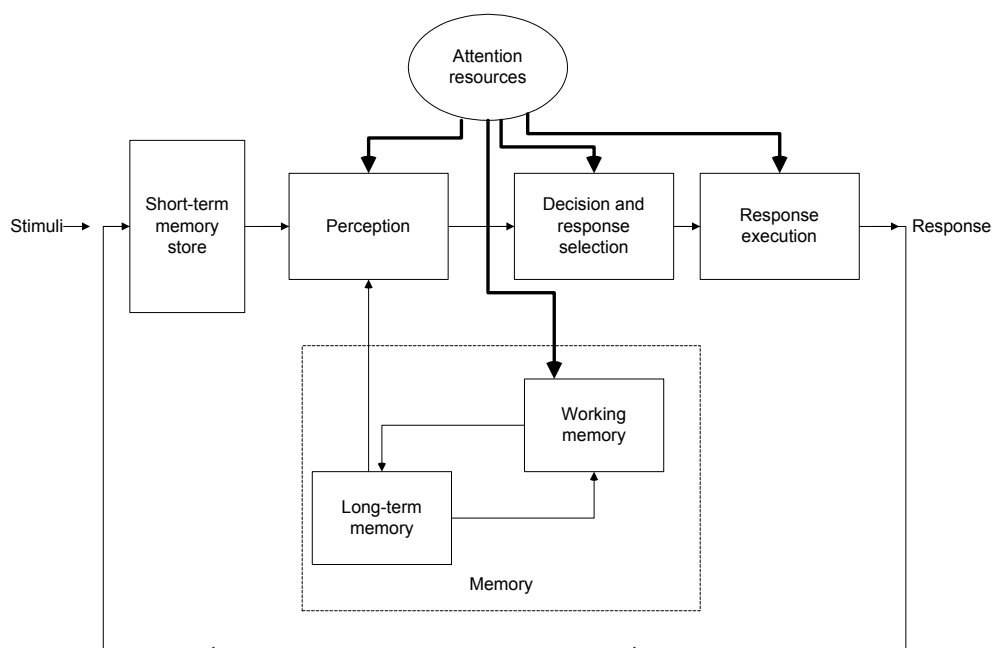 Attention
resources
Stimuli
Short-term
memory
store
Perception
Decision and
response
selection
Response
execution
Response
Working
memory
Long-term
memory
Memory